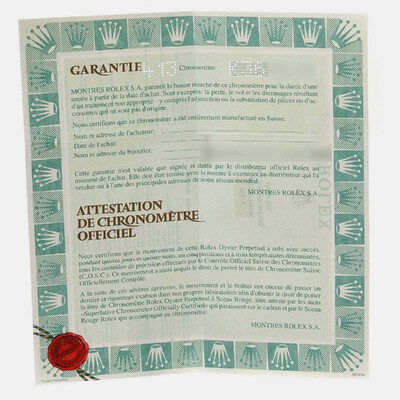 GARANTIE 413 Chronomètre:
MONTRES ROLEX S.A. garantit la bonne marche de ce chronomètre pour la durée d'une
année à partir de la date d'achat. Sont exceptés: la perte, le vol et les dommages résultant
d'un traitement non approprié - y compris l'adjonction ou la substitution de pièces ou d'ac-
cessoires qui ne sont pas d'origine.
Nous certifions que ce chronomètre a été entièrement manufacturé en Suisse.
Nom et adresse de l'acheteur:
Date de l'achat:
Nom et adresse du bijoutier:
Cette garantie n'est valable que signée et datée par le distributeur officiel Rolex au
moment de l'achat. Elle doit être remise avec la montre à examiner au distributeur qui l'a
vendue ou à l'une des principales adresses de notre réseau mondial.
MONTRES ROLEX S.A.
ROLEX
ATTESTATION
DE CHRONOMÈTRE
OFFICIEL
Nous certifions que le mouvement de cette Rolex Oyster Perpetual a subi avec succès,
pendant quinze jours et quinze nuits, en cinq positions et à trois températures déterminées,
tous les contrôles de précision effectués par le Contrôle Officiel Suisse des Chronomètres
(C.O.S.C.). Ce mouvement a ainsi acquis le droit de porter le titre de Chronomètre Suisse
Officiellement Contrôlé.
A la suite de ces sévères épreuves, le mouvement et le boîtier ont encore dû passer un
dernier et rigoureux examen dans nos propres laboratoires afin d'obtenir le droit de porter
le titre de Chronomètre Rolex Oyster Perpetual à Sceau Rouge, titre attesté par les mots
«Superlative Chronometer Officially Certified» qui paraissent sur le cadran et par le Sceau
Rouge Rolex qui accompagne ce chronomètre.
MONTRES ROLEX S.A.